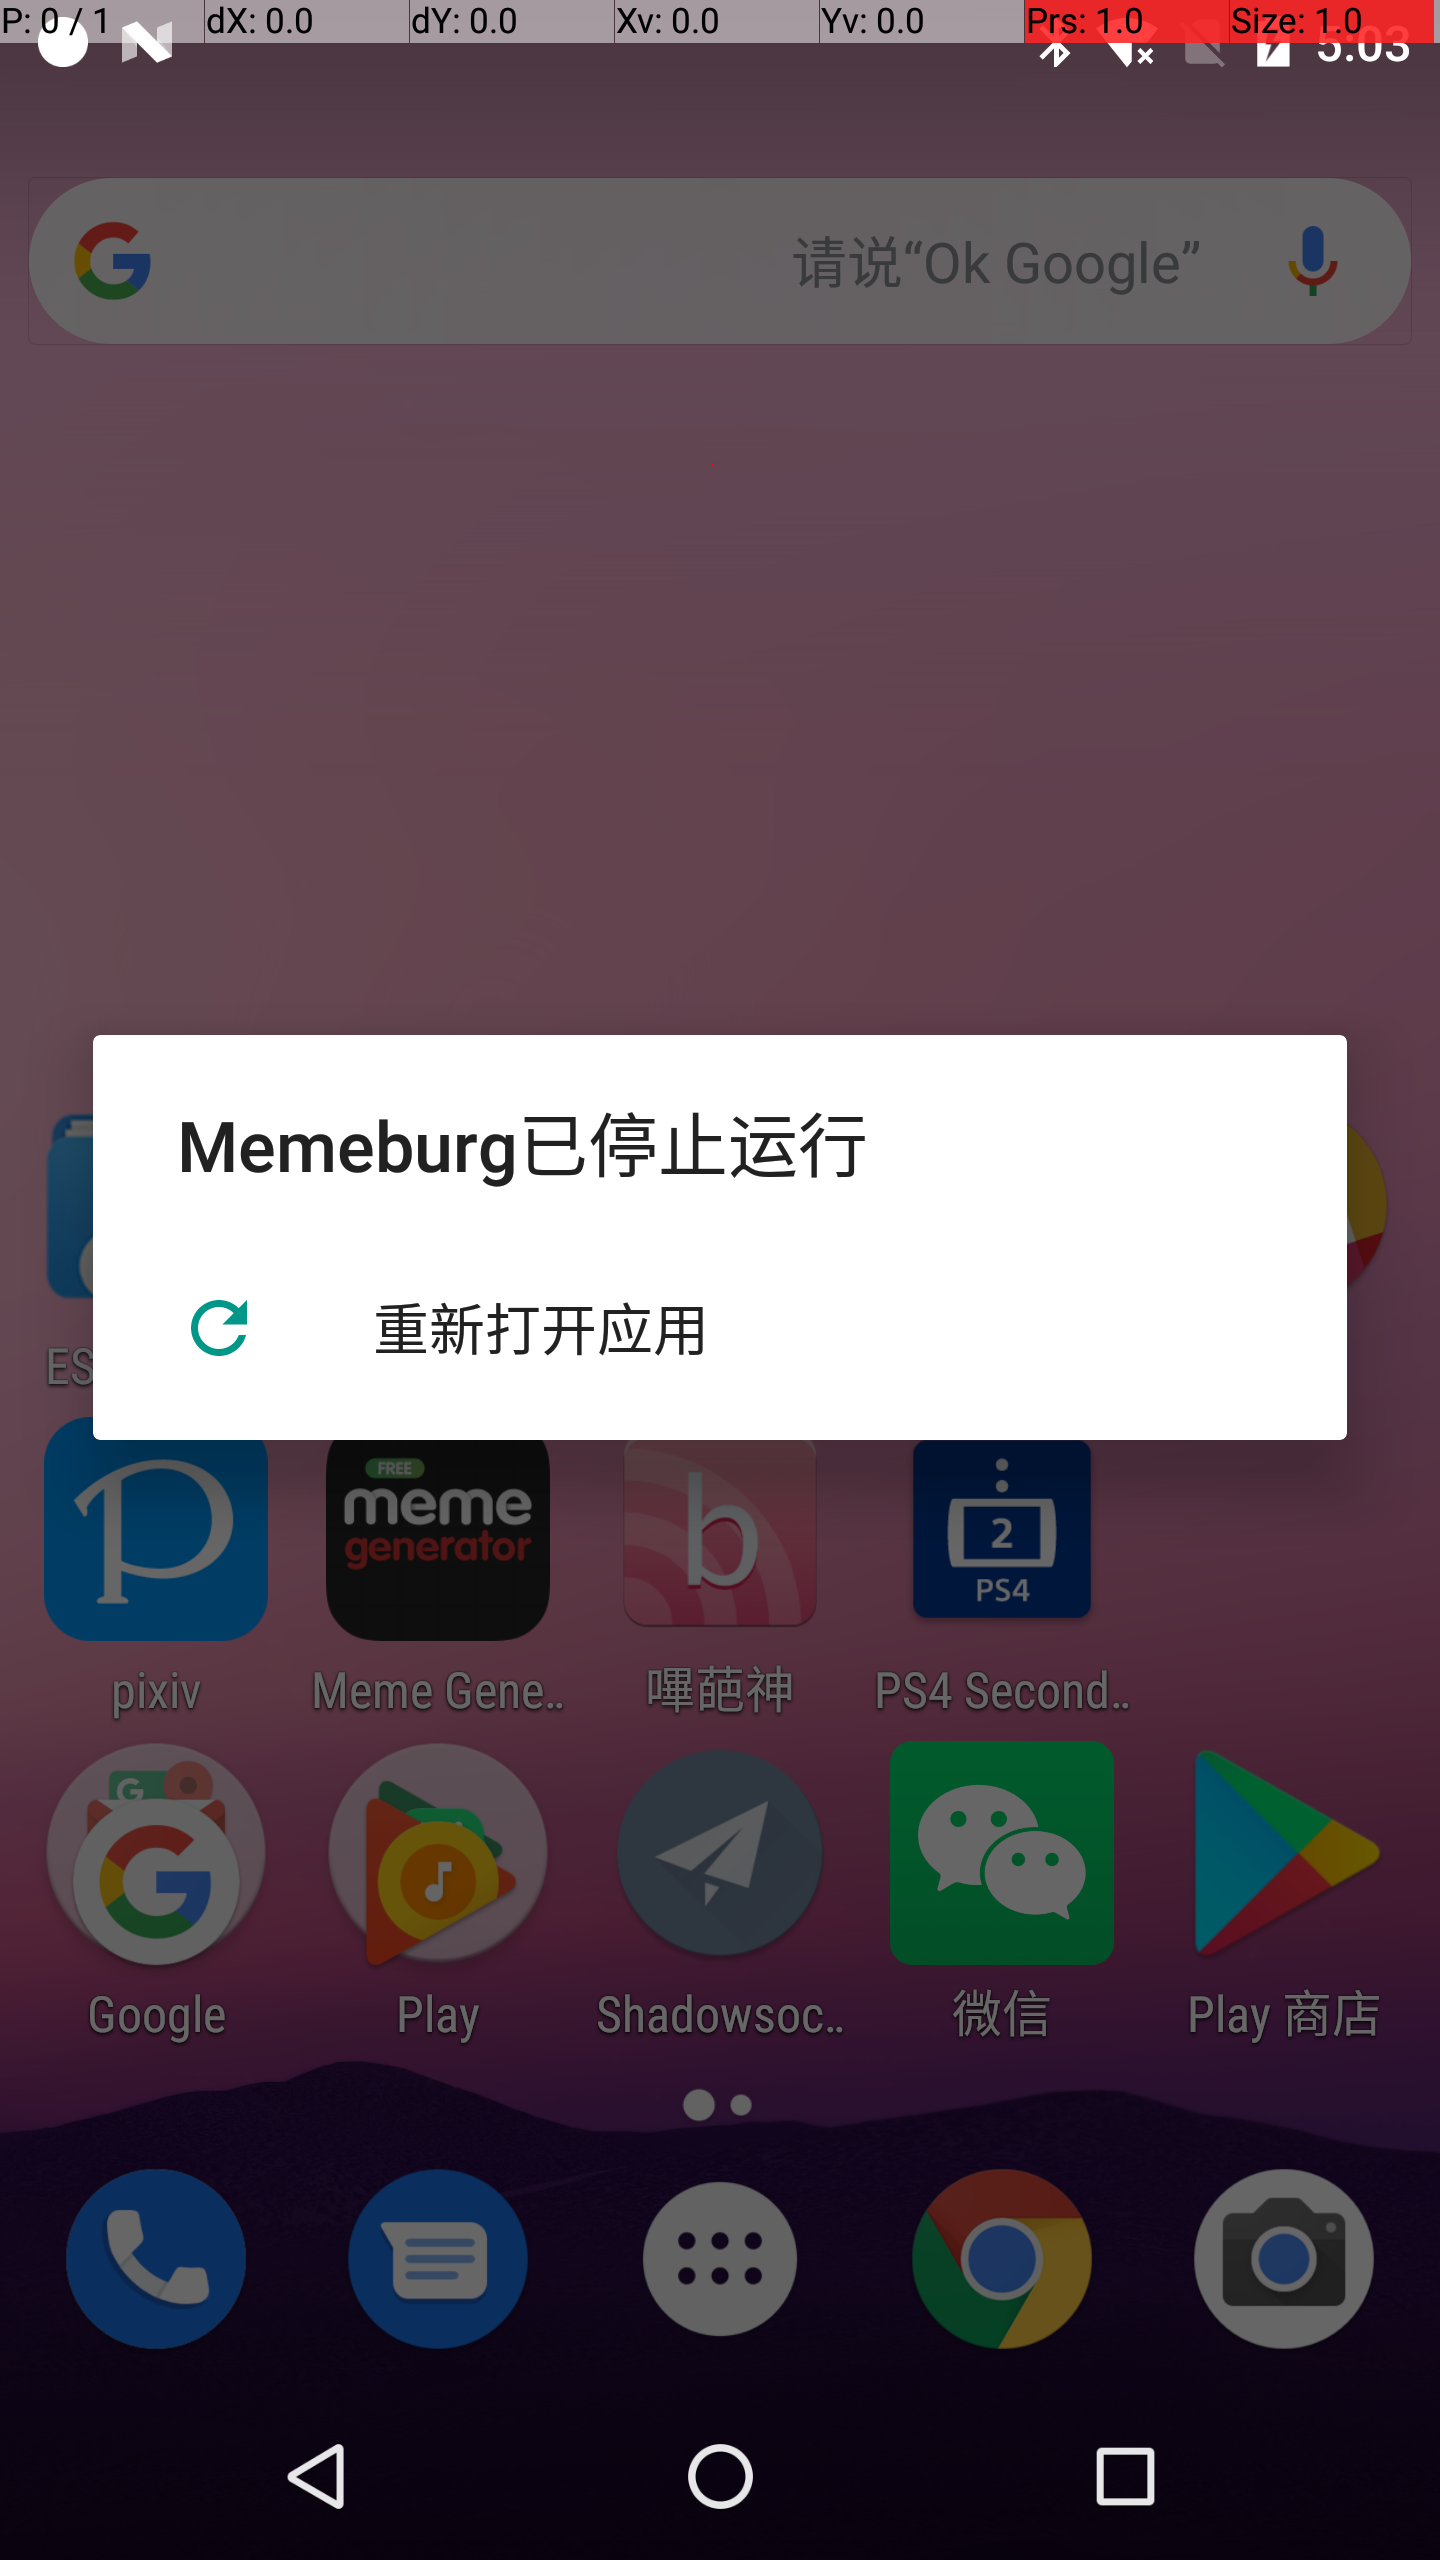 P: 0 / 1 dX: 0.0 dY: 0.0 Xv: 0.0 Yv: 0.0 Prs: 1.0 Size: 1.0
5:03
请说“Ok Google”
Memeburg已停止运行
重新打开应用
ES
FREE
meme
generator
b
2
PS4
pixiv Meme Gene… 哔葩神 PS4 Second…
Google Play Shadowsoc… 微信 Play 商店